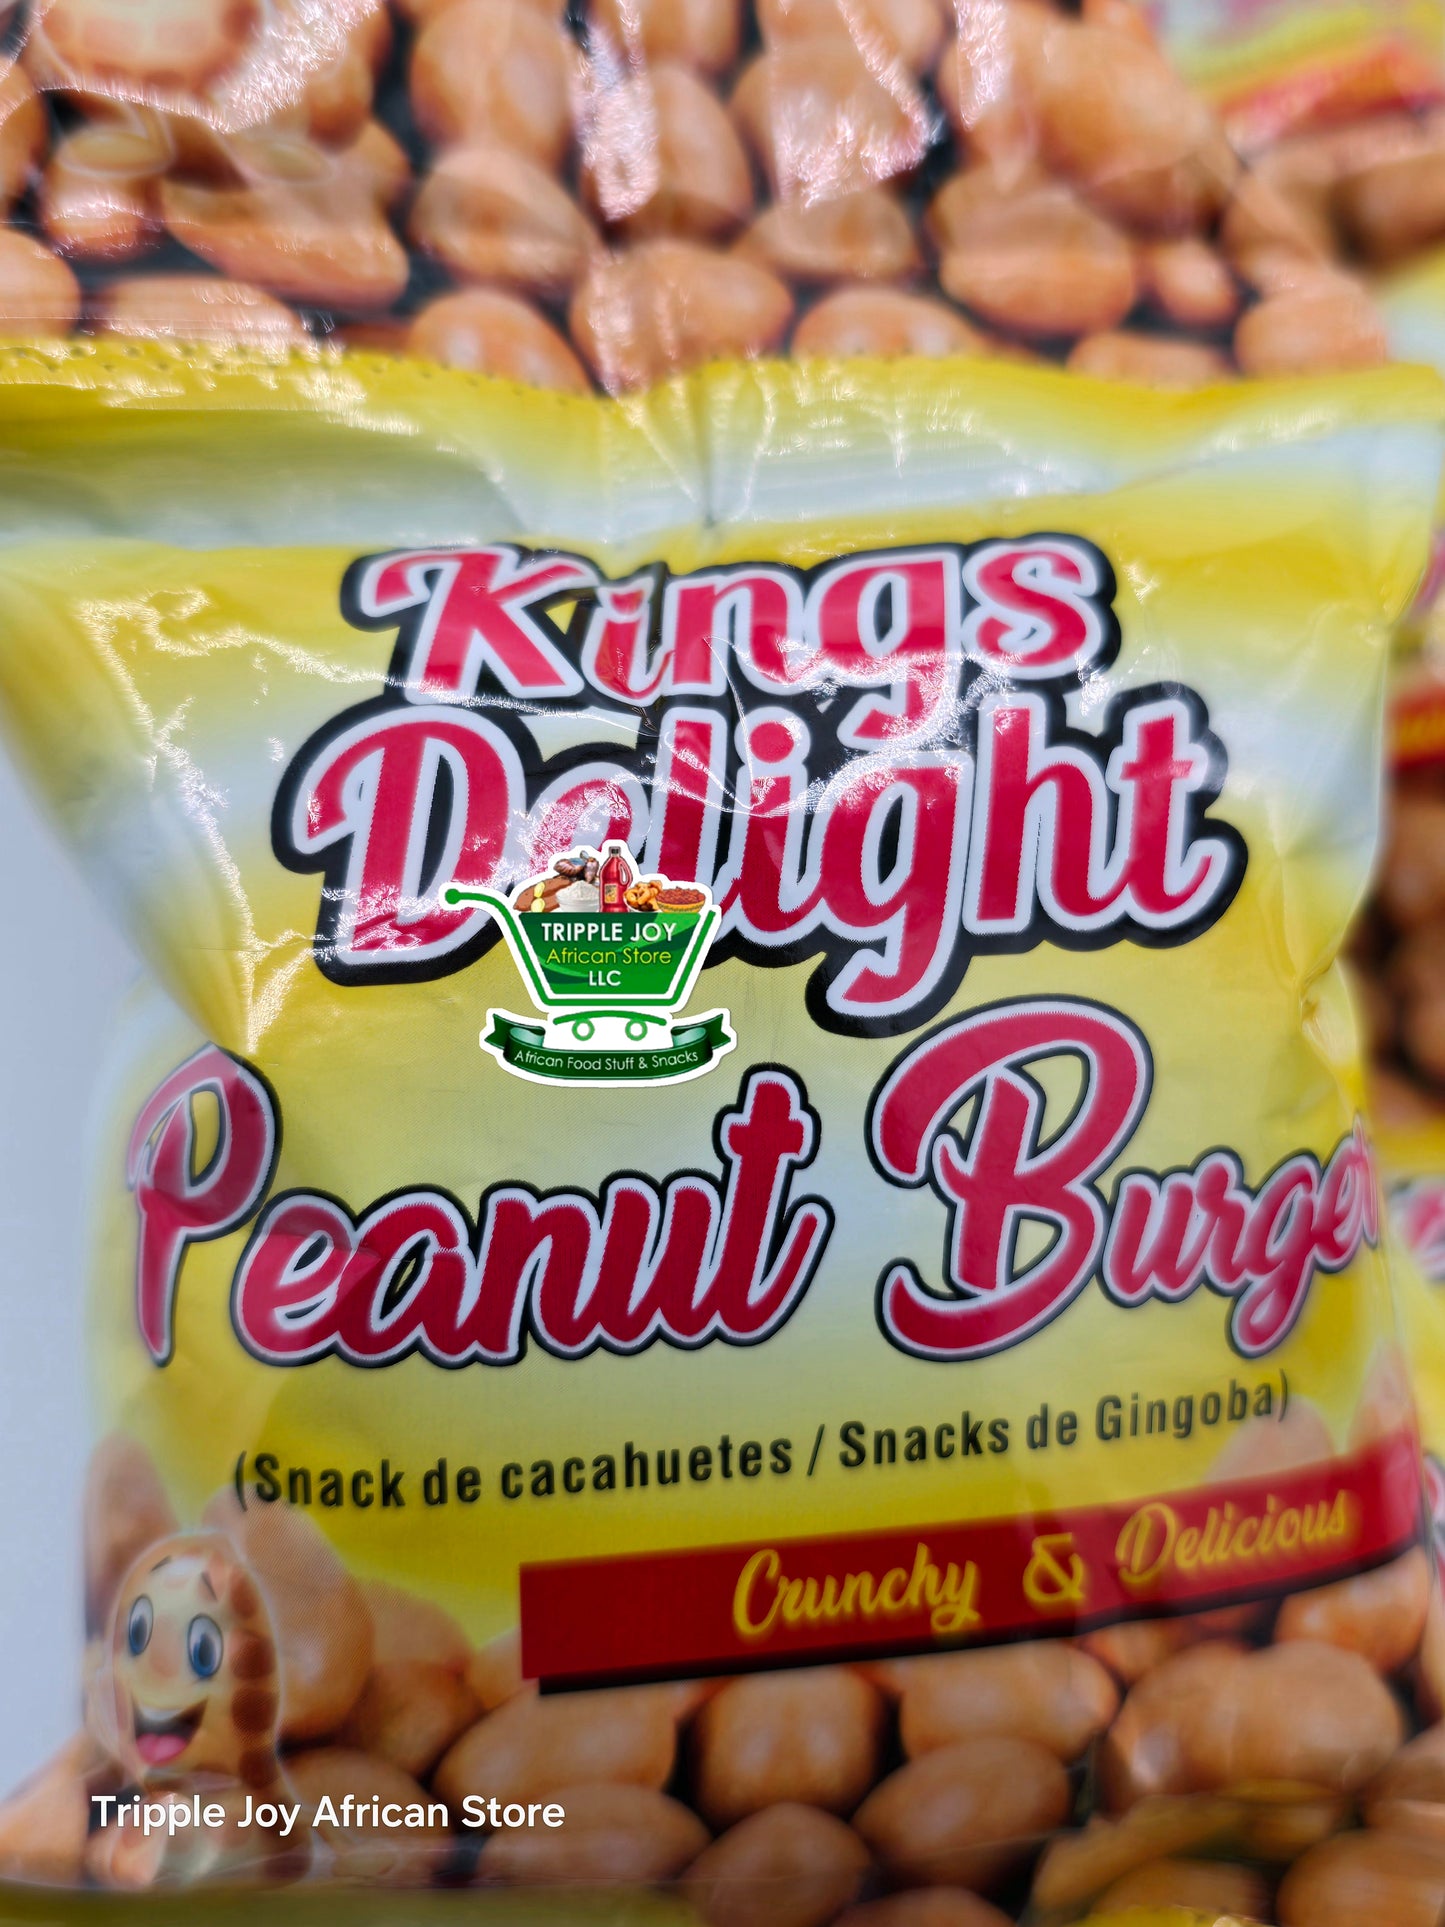 Kings
Delight
TRIPPLE JOY
African Store
LLC
African Food Stuff & Snacks
Peanut Burger
(Snack de cacahuetes / Snacks de Gingoba)
Crunchy & Delicious
Tripple Joy African Store